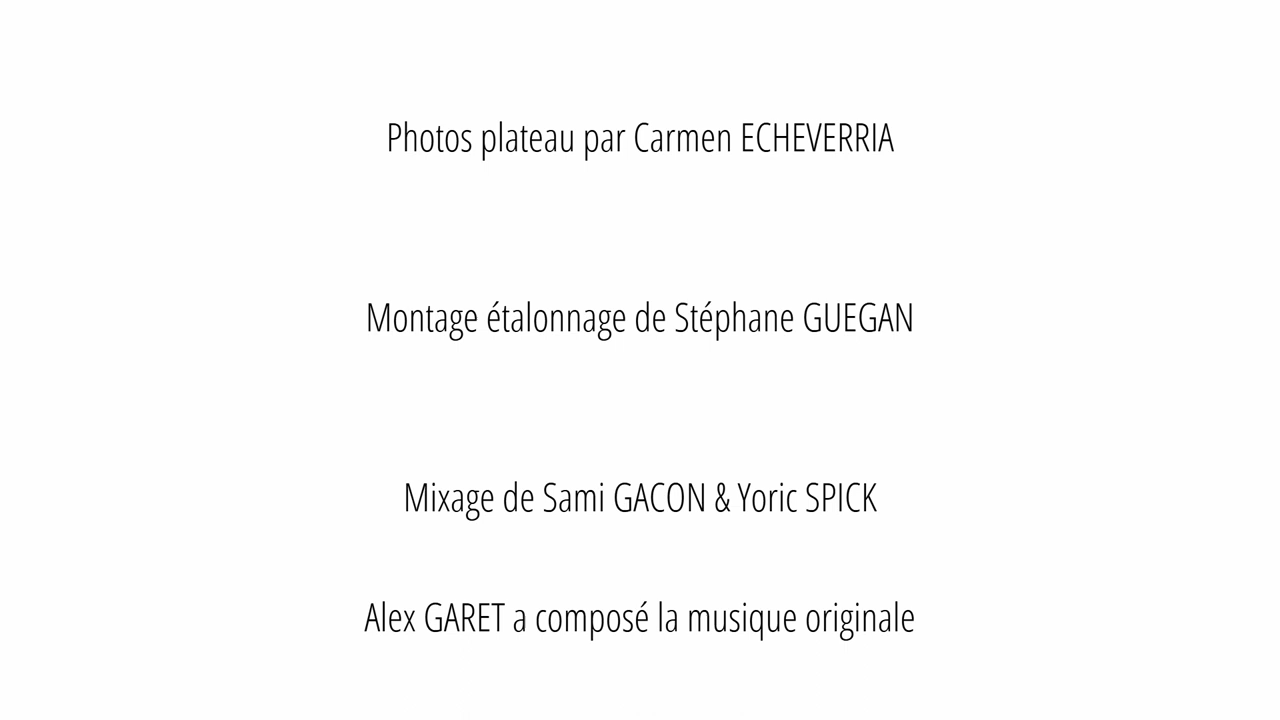 Photos plateau par Carmen ECHEVERRIA
Montage étalonnage de Stéphane GUEGAN
Mixage de Sami GACON & Yoric SPICK
Alex GARET a composé la musique originale